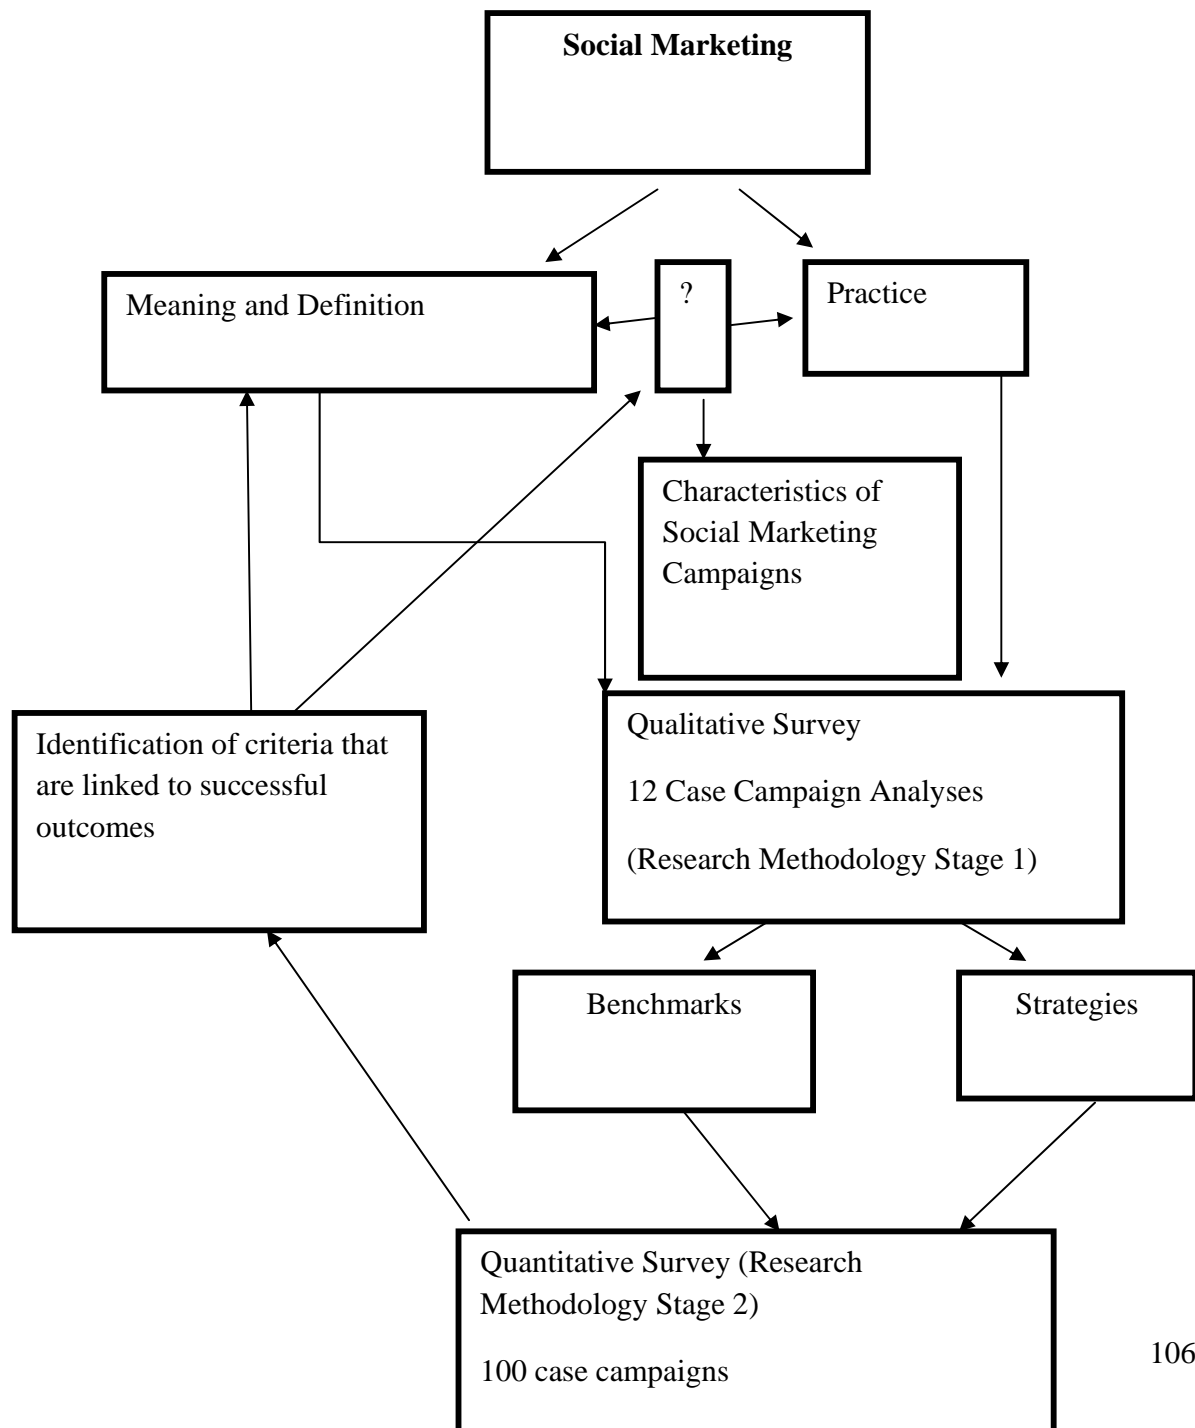 Social Marketing
Meaning and Definition
?
Practice
Characteristics of
Social Marketing
Campaigns
Identification of criteria that
are linked to successful
outcomes
Qualitative Survey
12 Case Campaign Analyses
(Research Methodology Stage 1)
Benchmarks
Strategies
Quantitative Survey (Research
Methodology Stage 2)
100 case campaigns
106